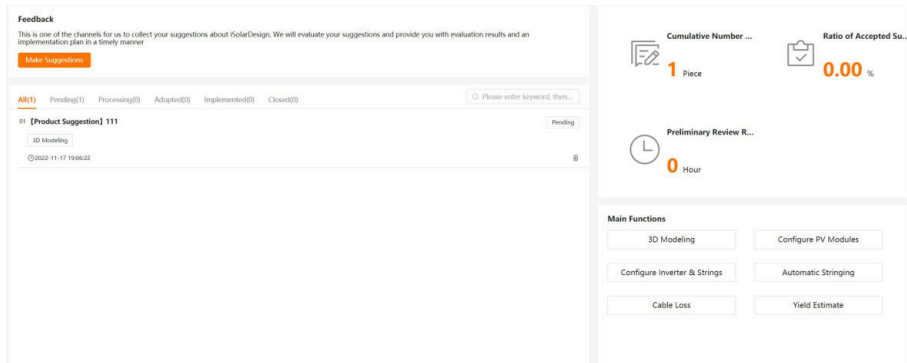 Feedback
This is one of the channels for us to collect your suggestions about iSolarDesign. We will evaluate your suggestions and provide you with evaluation results and an
implementation plan in a timely manner
Make Suggestions
All(1) Pending(1) Processing(0) Adopted(0) Implemented(0) Closed(0)
Please enter keyword, then...
01 【Product Suggestion】111
Pending
3D Modeling
2022-11-17 19:06:22
Cumulative Number ...
1 Piece
Ratio of Accepted Su...
0.00 %
Preliminary Review R...
0 Hour
Main Functions
3D Modeling
Configure PV Modules
Configure Inverter & Strings
Automatic Stringing
Cable Loss
Yield Estimate